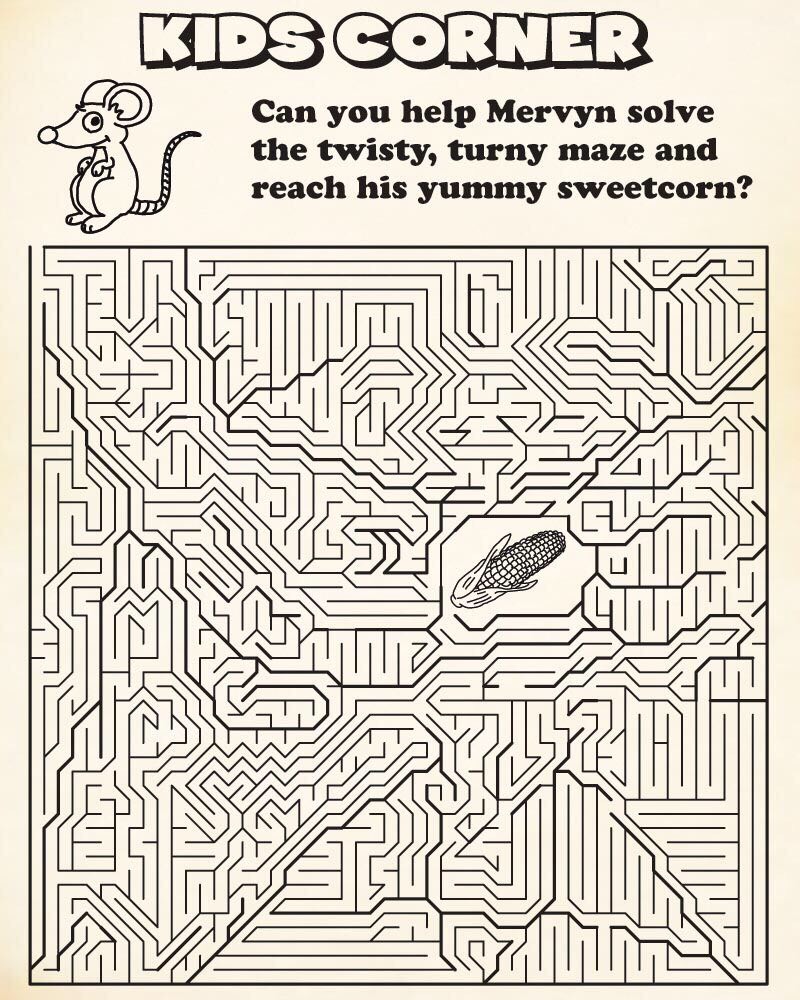 KIDS CORNER
Can you help Mervyn solve
the twisty, turny maze and
reach his yummy sweetcorn?